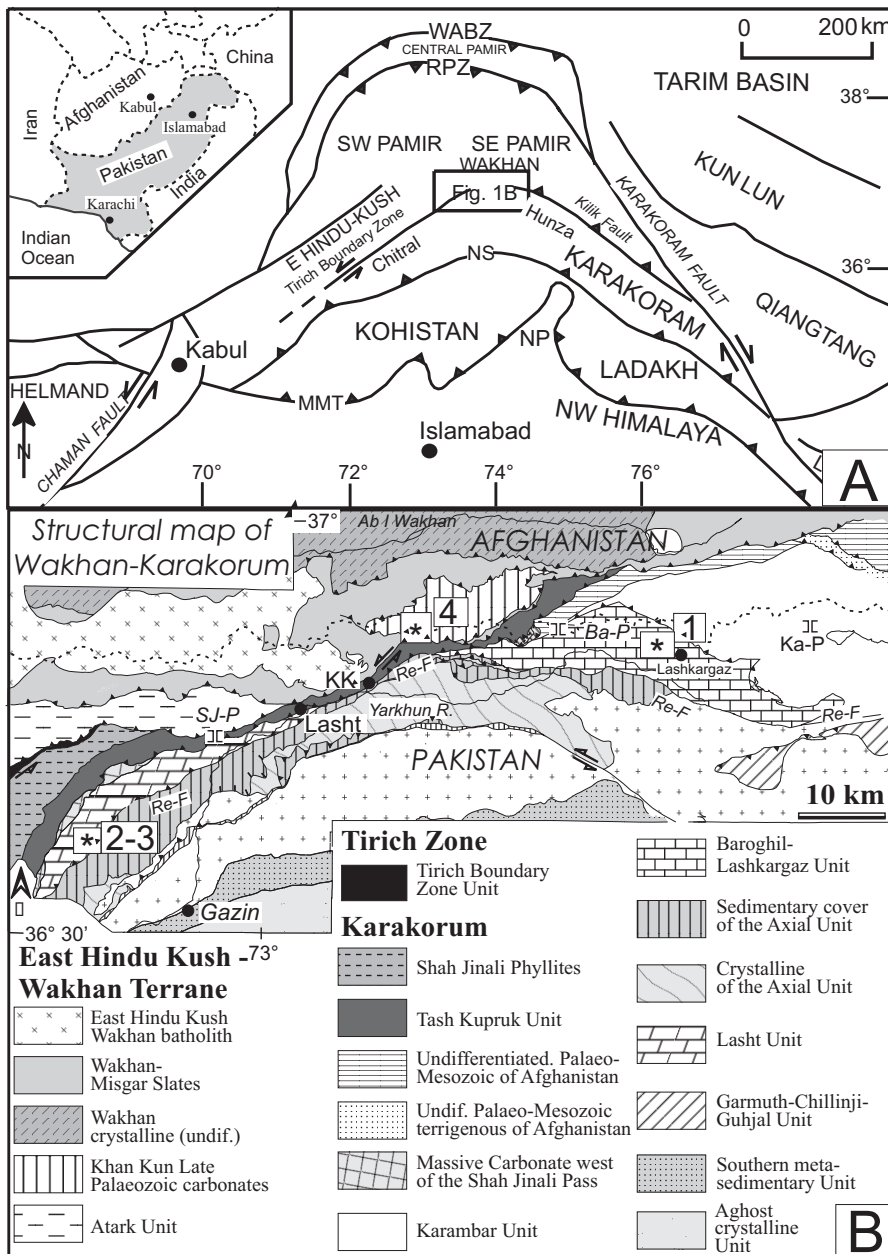 WABZ
CENTRAL PAMIR
RPZ
0 200 km
TARIM BASIN
38°
China
Afghanistan
Kabul
Islamabad
Iran
Pakistan
India
Karachi
Indian
Ocean
SW PAMIR
SE PAMIR
WAKHAN
Fig. 1B
KUN LUN
E HINDU-KUSH
Tirich Boundary
Zone
Chitral
Hunza
Kilik Fault
KARAKORAM FAULT
NS
KARAKORAM
36°
QIANGTANG
KOHISTAN
NP
Kabul
LADAKH
HELMAND
MMT
NW HIMALAYA
CHAMAN FAULT
N
Islamabad
70°
72°
74°
76°
A
Structural map of
Wakhan-Karakorum
37°
Ab I Wakhan
AFGHANISTAN
4
*
Ba-P
1
*
Ka-P
KK
Re-F
Lashkargaz
SJ-P
Lasht
Yarkhun R.
Re-F
Re-F
PAKISTAN
Re-F
10 km
* 2-3
Gazin
36° 30'
73°
East Hindu Kush -
Wakhan Terrane
East Hindu Kush
Wakhan batholith
Wakhan-
Misgar Slates
Wakhan
crystalline (undif.)
Khan Kun Late
Palaeozoic carbonates
Atark Unit
Tirich Zone
Tirich Boundary
Zone Unit
Karakorum
Shah Jinali Phyllites
Tash Kupruk Unit
Undifferentiated. Palaeo-
Mesozoic of Afghanistan
Undif. Palaeo-Mesozoic
terrigenous of Afghanistan
Massive Carbonate west
of the Shah Jinali Pass
Karambar Unit
Baroghil-
Lashkargaz Unit
Sedimentary cover
of the Axial Unit
Crystalline
of the Axial Unit
Lasht Unit
Garmuth-Chillinji-
Guhjal Unit
Southern meta-
sedimentary Unit
Aghost
crystalline
Unit
B